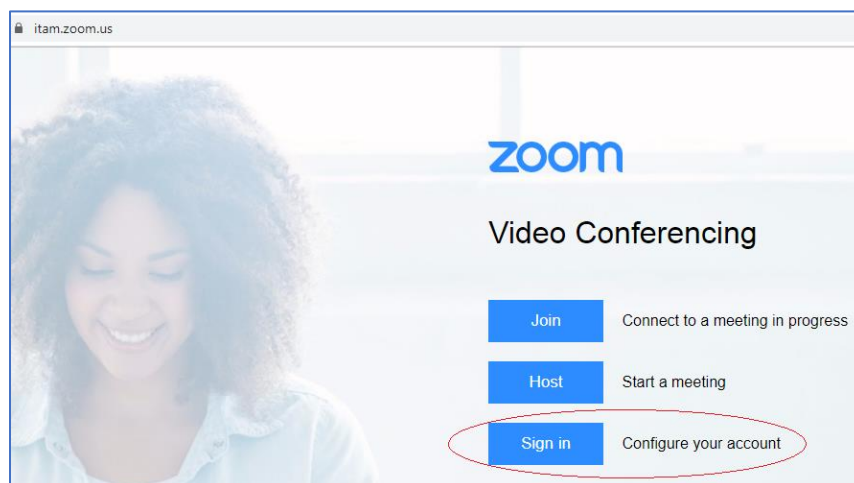 itam.zoom.us
zoom
Video Conferencing
Join Connect to a meeting in progress
Host Start a meeting
Sign in Configure your account